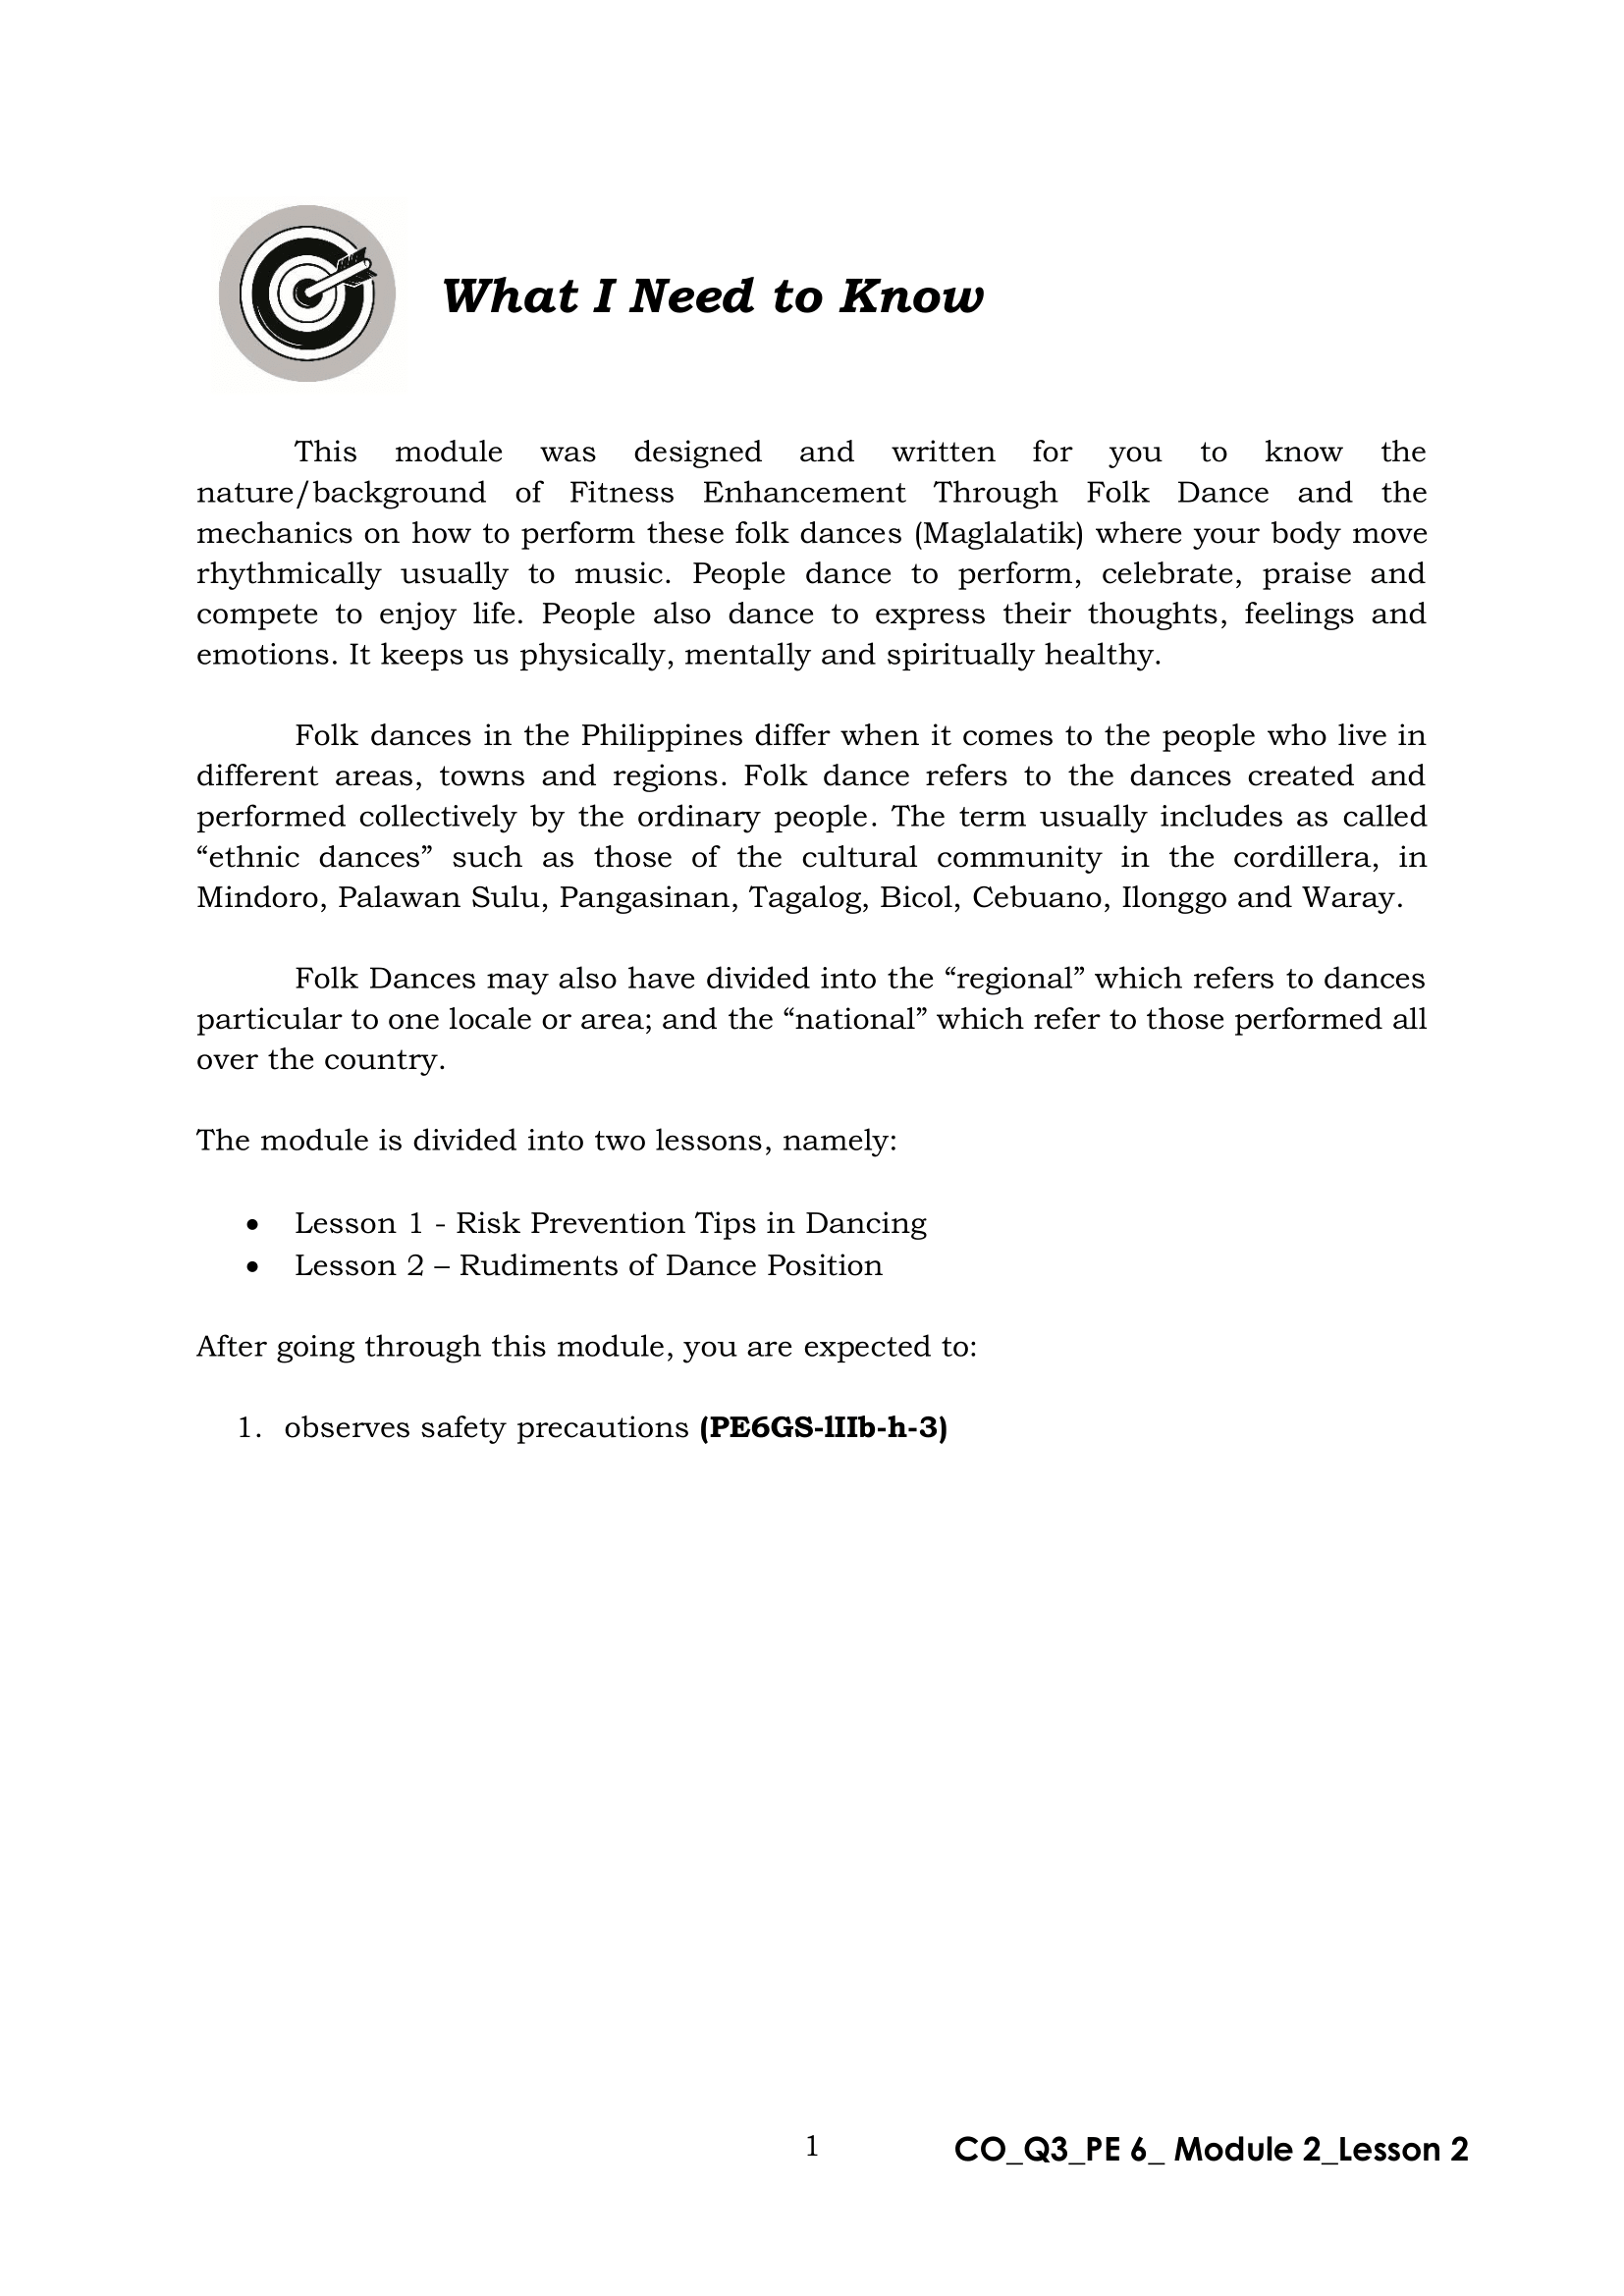 What I Need to Know
This module was designed and written for you to know the
nature/background of Fitness Enhancement Through Folk Dance and the
mechanics on how to perform these folk dances (Maglalatik) where your body move
rhythmically usually to music. People dance to perform, celebrate, praise and
compete to enjoy life. People also dance to express their thoughts, feelings and
emotions. It keeps us physically, mentally and spiritually healthy.
Folk dances in the Philippines differ when it comes to the people who live in
different areas, towns and regions. Folk dance refers to the dances created and
performed collectively by the ordinary people. The term usually includes as called
“ethnic dances” such as those of the cultural community in the cordillera, in
Mindoro, Palawan Sulu, Pangasinan, Tagalog, Bicol, Cebuano, Ilonggo and Waray.
Folk Dances may also have divided into the “regional” which refers to dances
particular to one locale or area; and the “national” which refer to those performed all
over the country.
The module is divided into two lessons, namely:
• Lesson 1 - Risk Prevention Tips in Dancing
• Lesson 2 – Rudiments of Dance Position
After going through this module, you are expected to:
1. observes safety precautions (PE6GS-lIIb-h-3)
1 CO_Q3_PE 6_ Module 2_Lesson 2